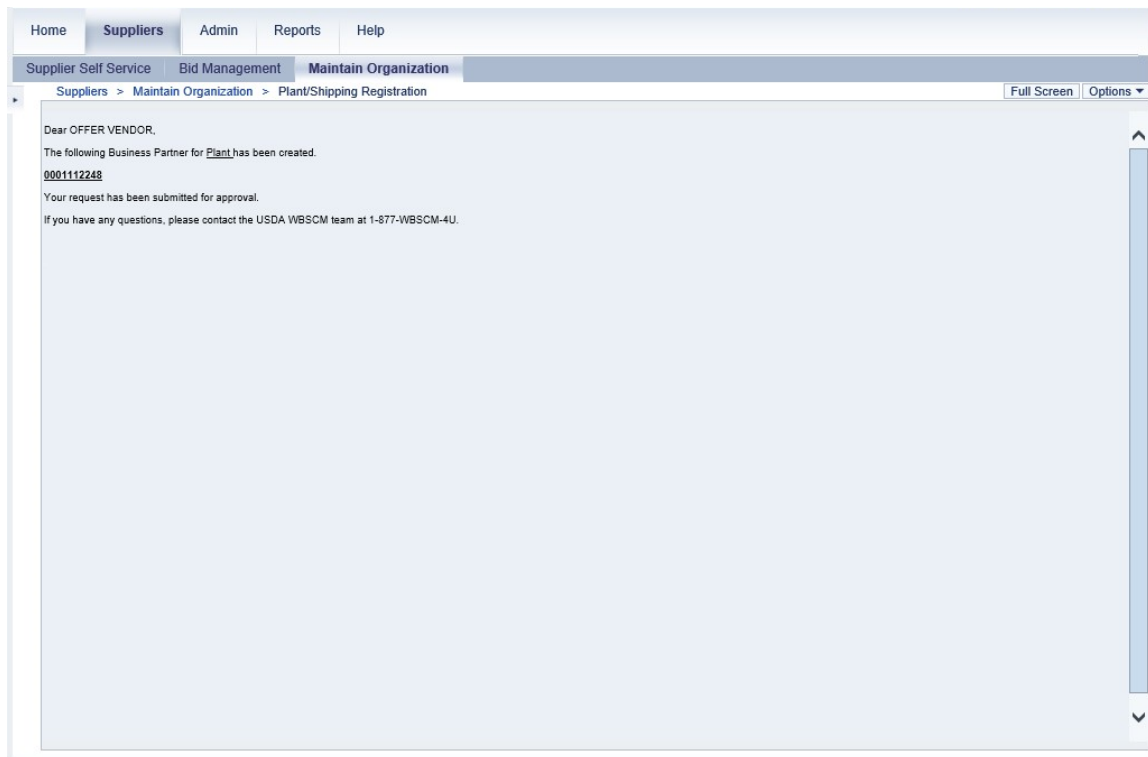 Home Suppliers Admin Reports Help
Supplier Self Service Bid Management Maintain Organization
Suppliers > Maintain Organization > Plant/Shipping Registration Full Screen Options
Dear OFFER VENDOR,
The following Business Partner for Plant has been created.
0001112248
Your request has been submitted for approval.
If you have any questions, please contact the USDA WBSCM team at 1-877-WBSCM-4U.